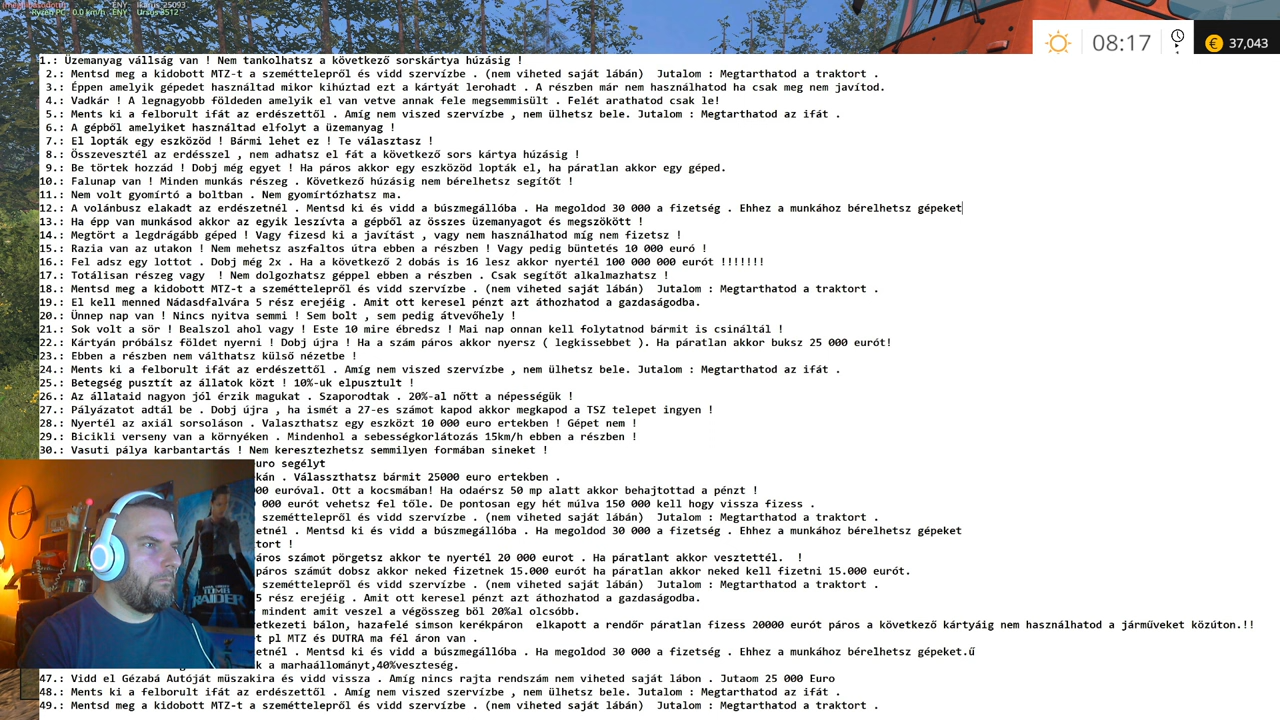 Ryzen PC : 0.0 km/h , ENY Ursus 3512
08:17
€ 37,043
1.: Üzemanyag vállság van ! Nem tankolhatsz a következő sorskártya húzásig !
2.: Mentsd meg a kidobott MTZ-t a szeméttelepről és vidd szervízbe . (nem viheted saját lábán)  Jutalom : Megtarthatod a traktort .
3.: Éppen amelyik gépedet használtad mikor kihúztad ezt a kártyát lerohadt . A részben már nem használhatod ha csak meg nem javítod.
4.: Vadkár ! A legnagyobb földeden amelyik el van vetve annak fele megsemmisült . Felét arathatod csak le!
5.: Ments ki a felborult ifát az erdészettől . Amíg nem viszed szervízbe , nem ülhetsz bele. Jutalom : Megtarthatod az ifát .
6.: A gépből amelyiket használtad elfolyt a üzemanyag !
7.: El lopták egy eszközöd ! Bármi lehet ez ! Te választasz !
8.: Összevesztél az erdésszel , nem adhatsz el fát a következő sors kártya húzásig !
9.: Be törtek hozzád ! Dobj még egyet ! Ha páros akkor egy eszközöd lopták el, ha páratlan akkor egy géped.
10.: Falunap van ! Minden munkás részeg . Következő húzásig nem bérelhetsz segítőt !
11.: Nem volt gyomírtó a boltban . Nem gyomírtózhatsz ma.
12.: A volánbusz elakadt az erdészetnél . Mentsd ki és vidd a búszmegállóba . Ha megoldod 30 000 a fizetség . Ehhez a munkához bérelhetsz gépeket
13.: Ha épp van munkásod akkor az egyik leszívta a gépből az összes üzemanyagot és megszökött !
14.: Megtört a legdrágább géped ! Vagy fizesd ki a javítást , vagy nem használhatod míg nem fizetsz !
15.: Razia van az utakon ! Nem mehetsz aszfaltos útra ebben a részben ! Vagy pedig büntetés 10 000 euró !
16.: Fel adsz egy lottot . Dobj még 2x . Ha a következő 2 dobás is 16 lesz akkor nyertél 100 000 000 eurót !!!!!!!
17.: Totálisan részeg vagy  ! Nem dolgozhatsz géppel ebben a részben . Csak segítőt alkalmazhatsz !
18.: Mentsd meg a kidobott MTZ-t a szeméttelepről és vidd szervízbe . (nem viheted saját lábán)  Jutalom : Megtarthatod a traktort .
19.: El kell menned Nádasdfalvára 5 rész erejéig . Amit ott keresel pénzt azt áthozhatod a gazdaságodba.
20.: Ünnep nap van ! Nincs nyitva semmi ! Sem bolt , sem pedig átvevőhely !
21.: Sok volt a sör ! Bealszol ahol vagy ! Este 10 mire ébredsz ! Mai nap onnan kell folytatnod bármit is csináltál !
22.: Kártyán próbálsz földet nyerni ! Dobj újra ! Ha a szám páros akkor nyersz ( legkissebbet ). Ha páratlan akkor buksz 25 000 eurót!
23.: Ebben a részben nem válthatsz külső nézetbe !
24.: Ments ki a felborult ifát az erdészettől . Amíg nem viszed szervízbe , nem ülhetsz bele. Jutalom : Megtarthatod az ifát .
25.: Betegség pusztít az állatok közt ! 10%-uk elpusztult !
26.: Az állataid nagyon jól érzik magukat . Szaporodtak . 20%-al nőtt a népességük !
27.: Pályázatot adtál be . Dobj újra , ha ismét a 27-es számot kapod akkor megkapod a TSZ telepet ingyen !
28.: Nyertél az axiál sorsoláson . Valaszthatsz egy eszközt 10 000 euro ertekben ! Gépet nem !
29.: Bicikli verseny van a környéken . Mindenhol a sebességkorlátozás 15km/h ebben a részben !
30.: Vasuti pálya karbantartás ! Nem keresztezhetsz semmilyen formában sineket !
uro segélyt
kán . Választhatsz bármit 25000 euro ertekben .
00 euróval. Ott a kocsmában! Ha odaérsz 50 mp alatt akkor behajtottad a pénzt !
000 eurót vehetsz fel tőle. De pontosan egy hét múlva 150 000 kell hogy vissza fizess .
szeméttelepről és vidd szervízbe . (nem viheted saját lábán)  Jutalom : Megtarthatod a traktort .
etnél . Mentsd ki és vidd a búszmegállóba . Ha megoldod 30 000 a fizetség . Ehhez a munkához bérelhetsz gépeket
tort !
páros számot pörgetsz akkor te nyertél 20 000 eurot . Ha páratlant akkor vesztettél.  !
páros számút dobsz akkor neked fizetnek 15.000 eurót ha páratlan akkor neked kell fizetni 15.000 eurót.
szeméttelepről és vidd szervízbe . (nem viheted saját lábán)  Jutalom : Megtarthatod a traktort .
5 rész erejéig . Amit ott keresel pénzt azt áthozhatod a gazdaságodba.
mindent amit veszel a végösszeg böl 20%al olcsóbb.
vetkezeti bálon, hazafelé simson kerékpáron  elkapott a rendőr páratlan fizess 20000 eurót páros a következő kártyáig nem használhatod a járműveket közúton.!!
t pl MTZ és DUTRA ma fél áron van .
etnél . Mentsd ki és vidd a búszmegállóba . Ha megoldod 30 000 a fizetség . Ehhez a munkához bérelhetsz gépeket.ű
k a marhaállományt,40%veszteség.
47.: Vidd el Gézabá Autóját müszakira és vidd vissza . Amíg nincs rajta rendszám nem viheted saját lábon . Jutaom 25 000 Euro
48.: Ments ki a felborult ifát az erdészettől . Amíg nem viszed szervízbe , nem ülhetsz bele. Jutalom : Megtarthatod az ifát .
49.: Mentsd meg a kidobott MTZ-t a szeméttelepről és vidd szervízbe . (nem viheted saját lábán)  Jutalom : Megtarthatod a traktort .
TOMB
RAIDER